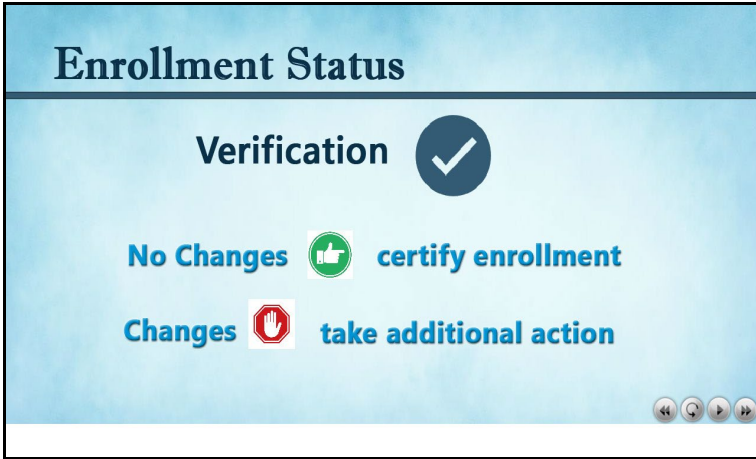 Enrollment Status
Verification
No Changes certify enrollment
Changes take additional action